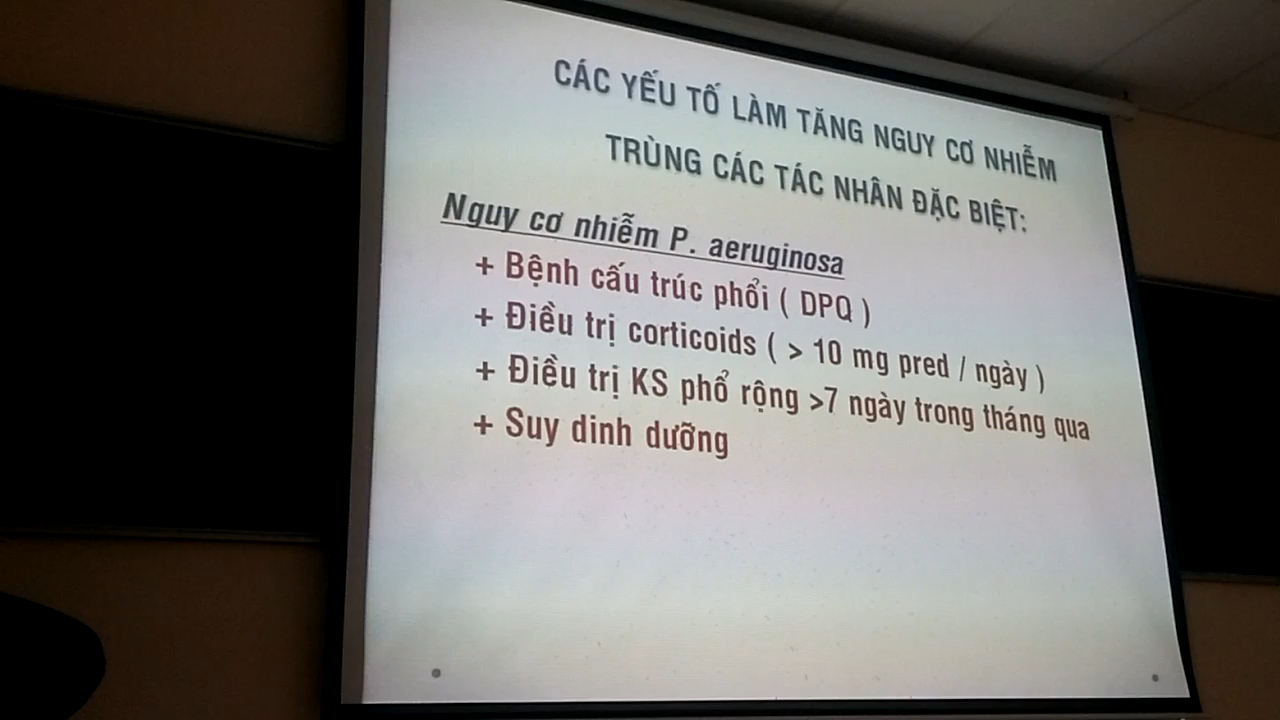 CÁC YẾU TỐ LÀM TĂNG NGUY CƠ NHIỄM
TRÙNG CÁC TÁC NHÂN ĐẶC BIỆT:
Nguy cơ nhiễm P. aeruginosa
+ Bệnh cấu trúc phổi ( DPQ )
+ Điều trị corticoids ( > 10 mg pred / ngày )
+ Điều trị KS phổ rộng >7 ngày trong tháng qua
+ Suy dinh dưỡng